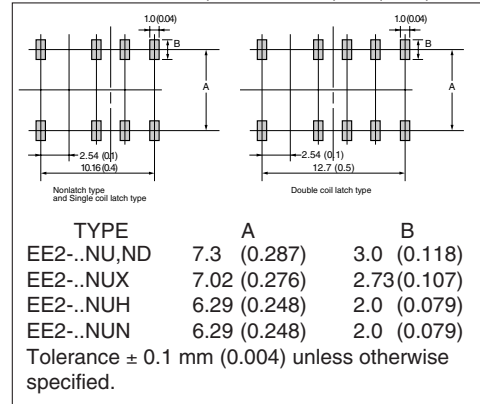 1.0 (0.04)
B
A
2.54 (0.1)
10.16 (0.4)
Nonlatch type
and Single coil latch type
1.0 (0.04)
B
A
2.54 (0.1)
12.7 (0.5)
Double coil latch type
TYPE A B
EE2-..NU,ND 7.3 (0.287) 3.0 (0.118)
EE2-..NUX 7.02 (0.276) 2.73(0.107)
EE2-..NUH 6.29 (0.248) 2.0 (0.079)
EE2-..NUN 6.29 (0.248) 2.0 (0.079)
Tolerance ± 0.1 mm (0.004) unless otherwise
specified.